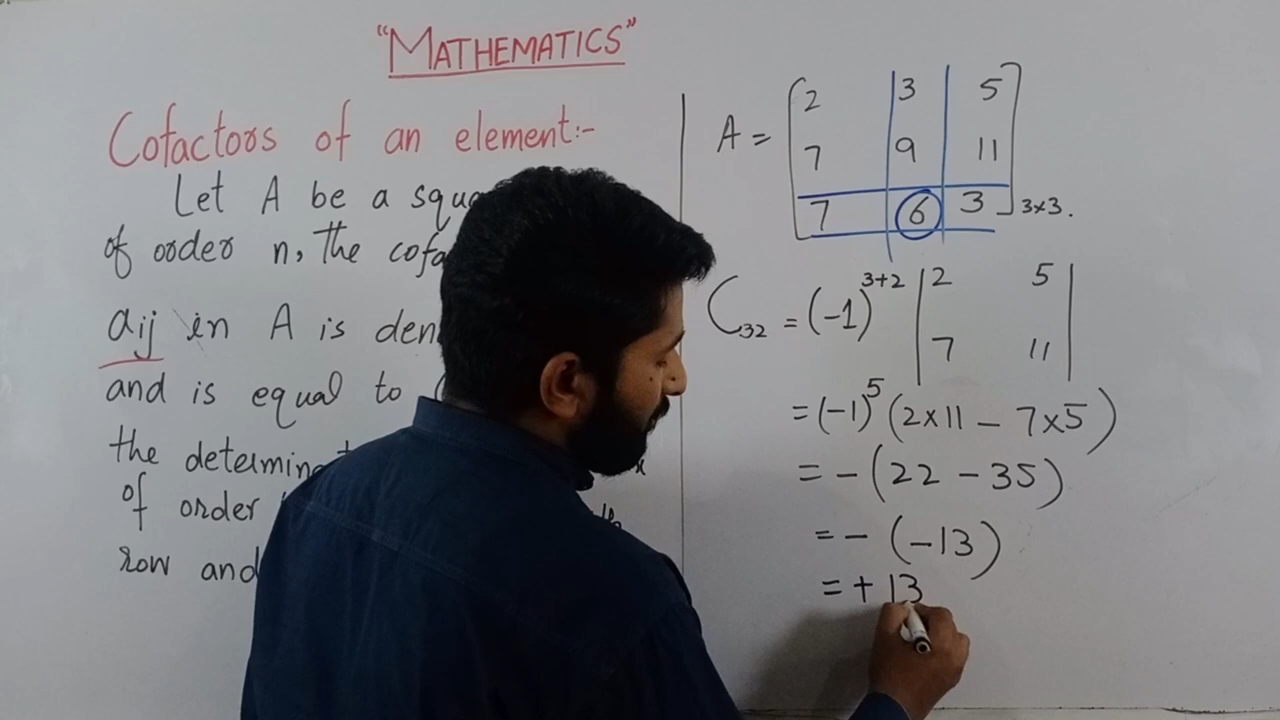 "MATHEMATICS"
Cofactors of an element:-
Let A be a squa
of order n, The cofa
aij in A is den
and is equal to (
the determin
of order
row and
A = [2 3 5
7 9 11
7 6 3] 3×3.
C32 = (-1)^3+2 |2 5
7 11|
= (-1)^5 (2×11 - 7×5)
= - (22 - 35)
= - (-13)
= + 13